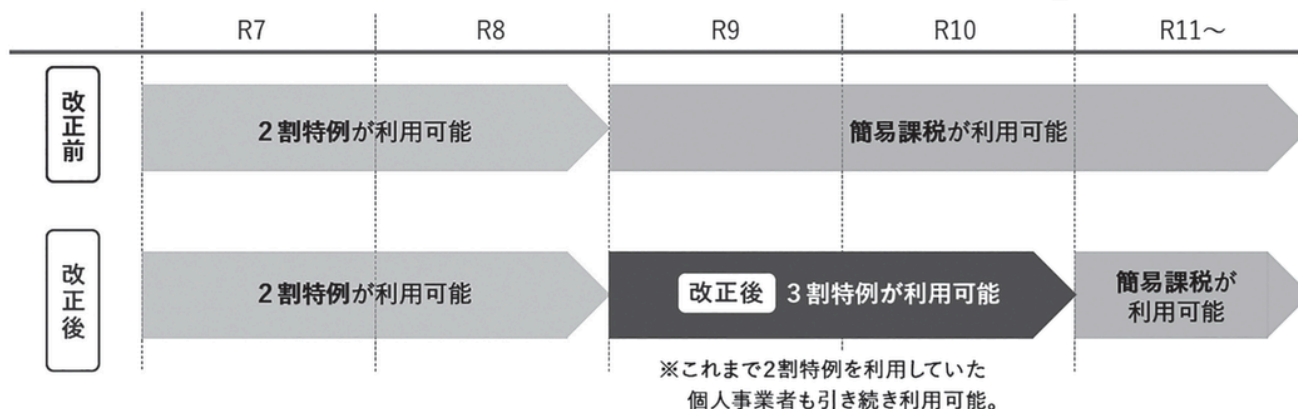 R7 R8 R9 R10 R11～
改正前
2割特例が利用可能
簡易課税が利用可能
改正後
2割特例が利用可能
改正後 3割特例が利用可能
簡易課税が
利用可能
※これまで2割特例を利用していた
個人事業者も引き続き利用可能。